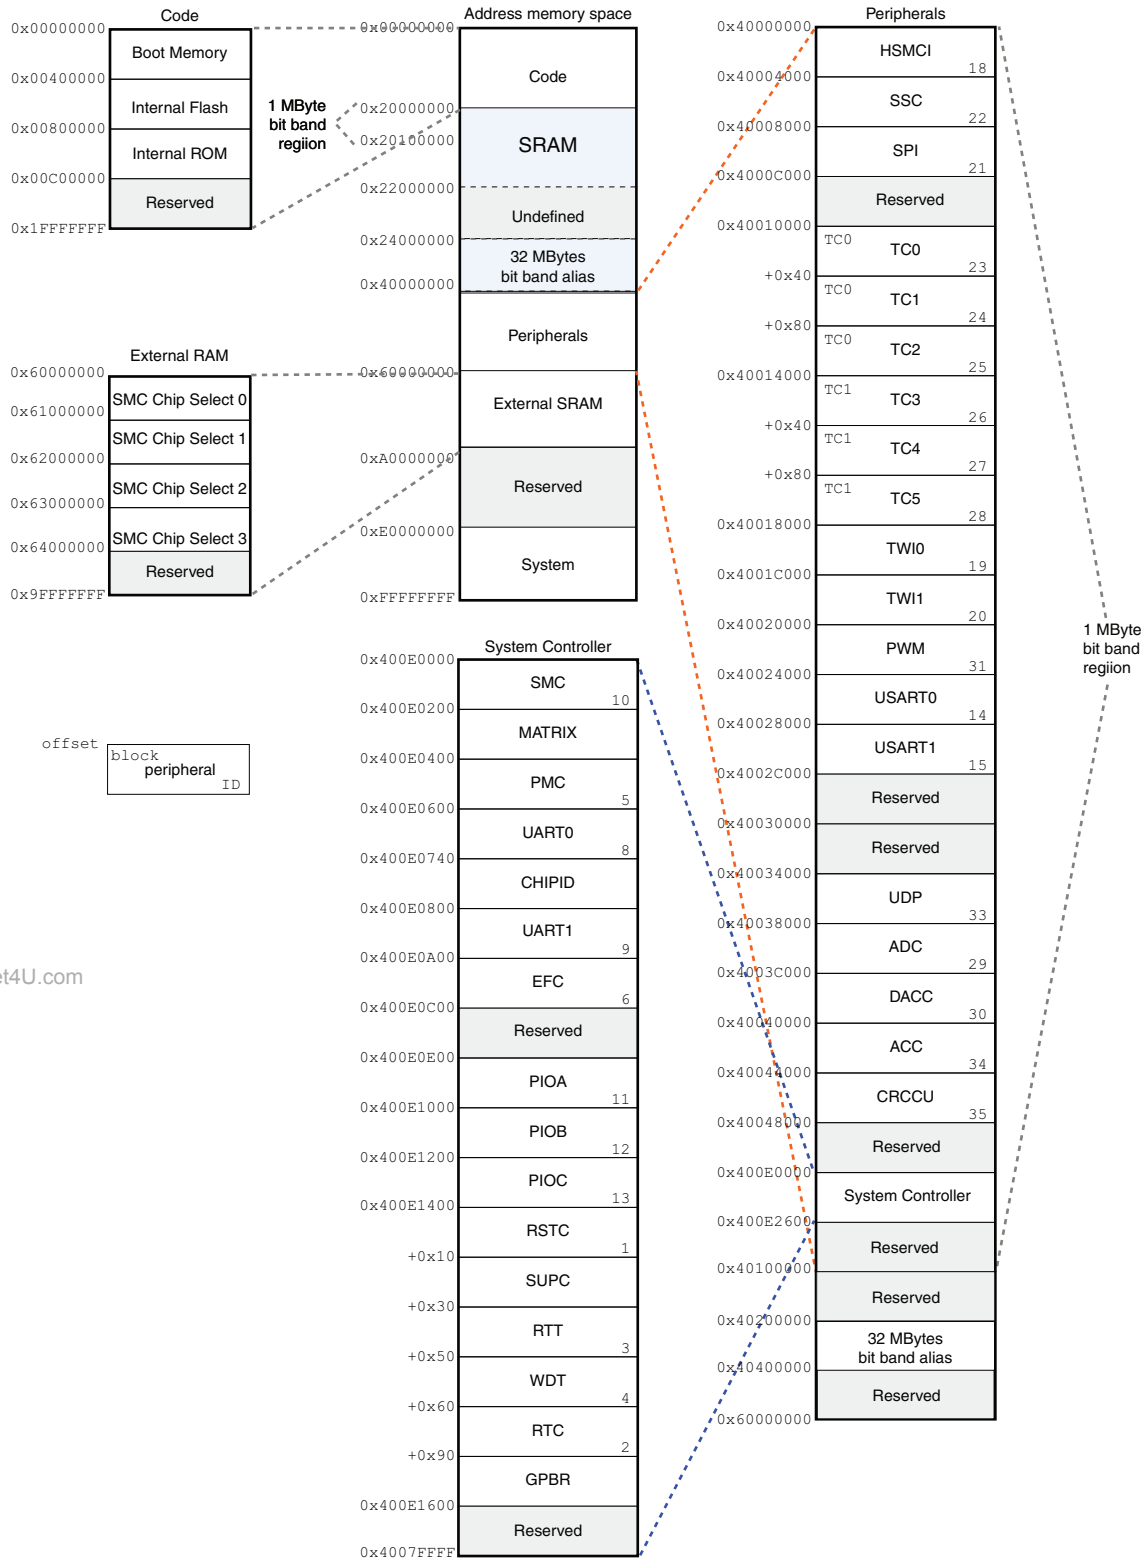 Code
0x00000000
Boot Memory
0x00400000
Internal Flash
0x00800000
Internal ROM
0x00C00000
Reserved
0x1FFFFFFF
1 MByte
bit band
regiion
External RAM
0x60000000
SMC Chip Select 0
0x61000000
SMC Chip Select 1
0x62000000
SMC Chip Select 2
0x63000000
SMC Chip Select 3
0x64000000
Reserved
0x9FFFFFFF
offset
block
peripheral
ID
et4U.com
Address memory space
0x00000000
Code
0x20000000
0x20100000
SRAM
0x22000000
Undefined
0x24000000
32 MBytes
bit band alias
0x40000000
Peripherals
0x60000000
External SRAM
0xA0000000
Reserved
0xE0000000
System
0xFFFFFFFF
System Controller
0x400E0000
SMC
10
0x400E0200
MATRIX
0x400E0400
PMC
5
0x400E0600
UART0
8
0x400E0740
CHIPID
0x400E0800
UART1
9
0x400E0A00
EFC
6
0x400E0C00
Reserved
0x400E0E00
PIOA
11
0x400E1000
PIOB
12
0x400E1200
PIOC
13
0x400E1400
RSTC
1
+0x10
SUPC
+0x30
RTT
3
+0x50
WDT
4
+0x60
RTC
2
+0x90
GPBR
0x400E1600
Reserved
0x4007FFFF
Peripherals
0x40000000
HSMCI
18
0x40004000
SSC
22
0x40008000
SPI
21
0x4000C000
Reserved
0x40010000
TC0
TC0
23
+0x40
TC0
TC1
24
+0x80
TC0
TC2
25
0x40014000
TC1
TC3
26
+0x40
TC1
TC4
27
+0x80
TC1
TC5
28
0x40018000
TWI0
19
0x4001C000
TWI1
20
0x40020000
PWM
31
0x40024000
USART0
14
0x40028000
USART1
15
0x4002C000
Reserved
0x40030000
Reserved
0x40034000
UDP
33
0x40038000
ADC
29
0x4003C000
DACC
30
0x40040000
ACC
34
0x40044000
CRCCU
35
0x40048000
Reserved
0x400E0000
System Controller
0x400E2600
Reserved
0x40100000
Reserved
0x40200000
32 MBytes
bit band alias
0x40400000
Reserved
0x60000000
1 MByte
bit band
regiion